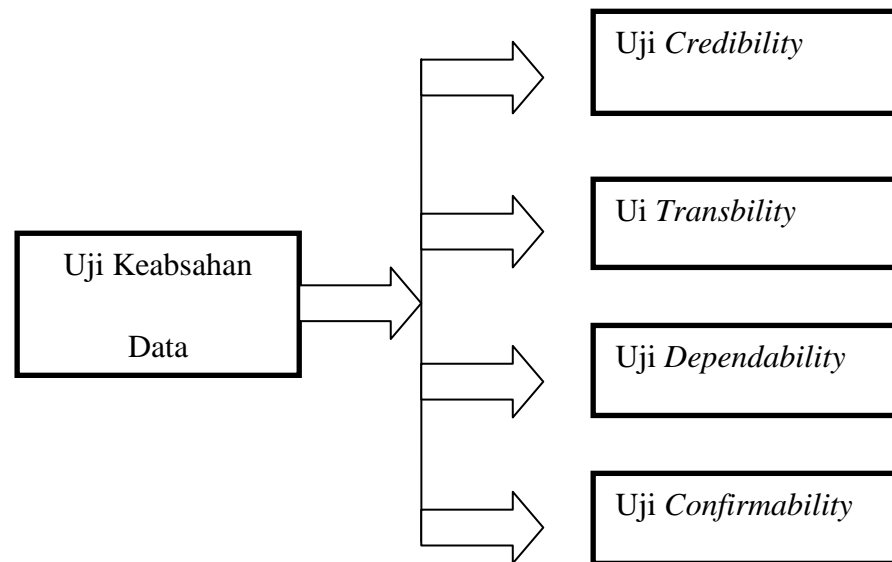 Uji Keabsahan
Data
Uji Credibility
Ui Transbility
Uji Dependability
Uji Confirmability